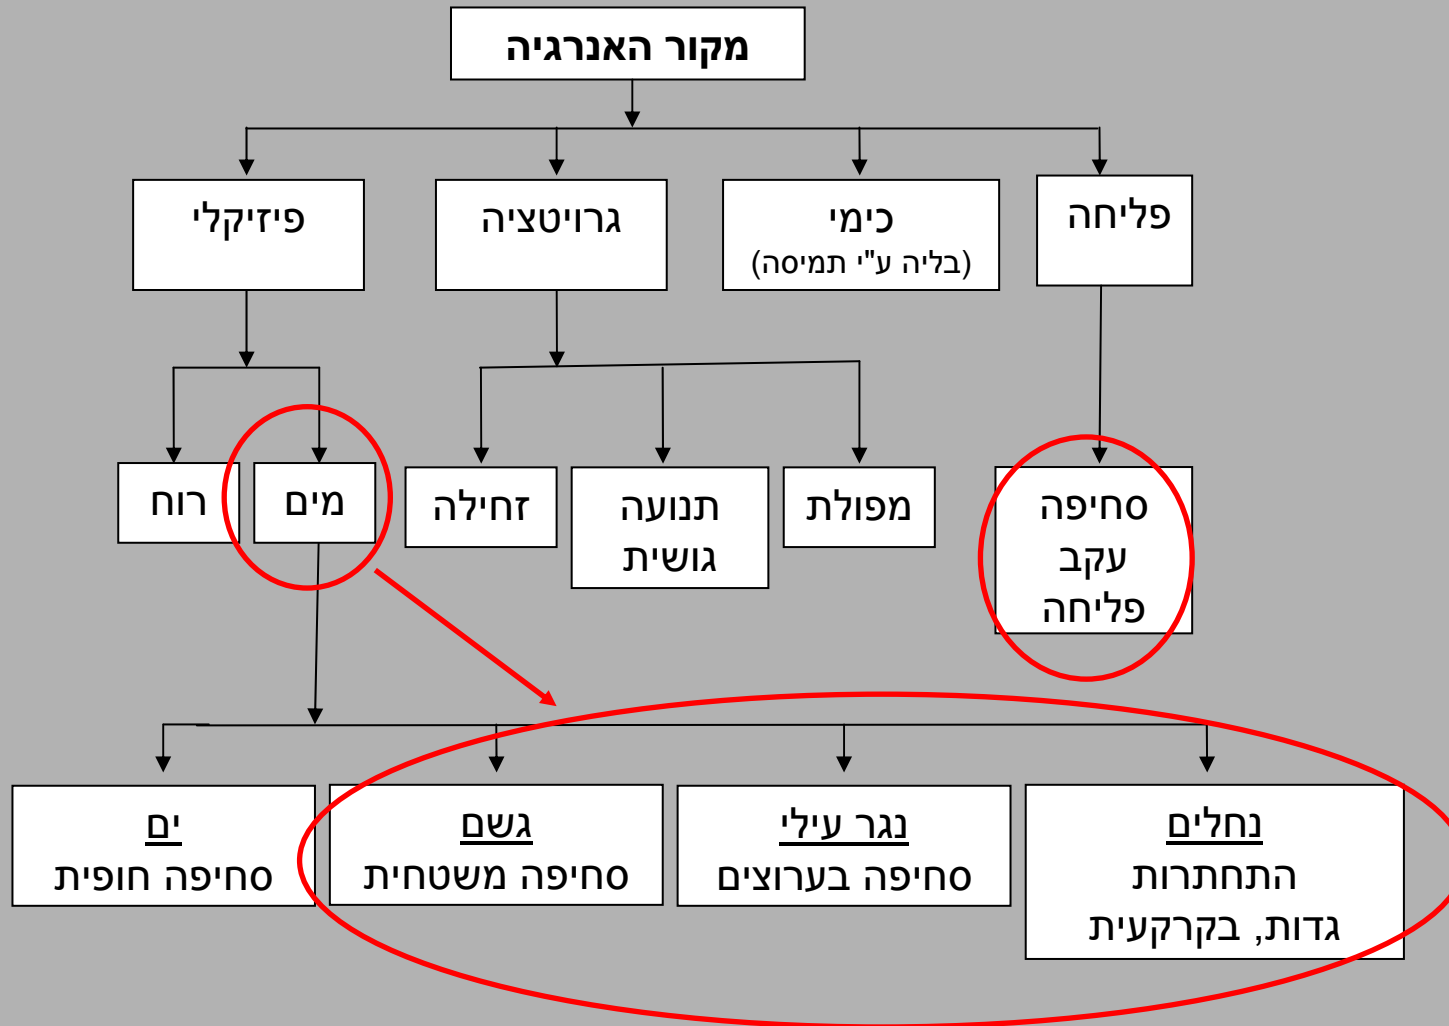 מקור האנרגיה
פליחה
כימי
(בליה ע"י תמיסה)
גרויטציה
פיזיקלי
סחיפה
עקב
פליחה
מפולת
תנועה
גושית
זחילה
מים
רוח
נחלים
התחתרות
גדות, בקרקעית
נגר עילי
סחיפה בערוצים
גשם
סחיפה משטחית
ים
סחיפה חופית